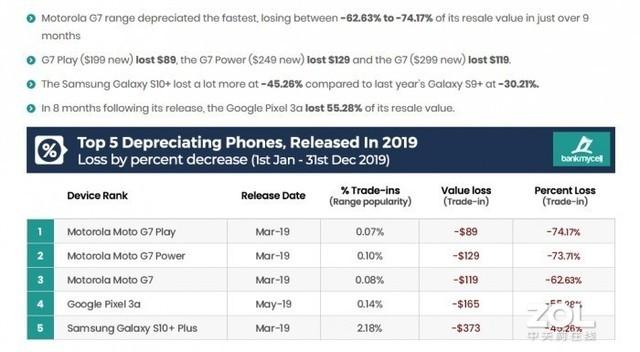 Motorola G7 range depreciated the fastest, losing between -62.63% to -74.17% of its resale value in just over 9
months
G7 Play ($199 new) lost $89, the G7 Power ($249 new) lost $129 and the G7 ($299 new) lost $119.
The Samsung Galaxy S10+ lost a lot more at -45.26% compared to last year's Galaxy S9+ at -30.21%.
In 8 months following its release, the Google Pixel 3a lost 55.28% of its resale value.
Top 5 Depreciating Phones, Released In 2019
Loss by percent decrease (1st Jan - 31st Dec 2019)
bankmycell
Device Rank Release Date % Trade-ins Value loss Percent Loss
(Range popularity) (Trade-in) (Trade-in)
1 Motorola Moto G7 Play Mar-19 0.07% -$89 -74.17%
2 Motorola Moto G7 Power Mar-19 0.10% -$129 -73.71%
3 Motorola Moto G7 Mar-19 0.08% -$119 -62.63%
4 Google Pixel 3a May-19 0.14% -$165 -55.28%
5 Samsung Galaxy S10+ Plus Mar-19 2.18% -$373 -45.26%
ZOL
中关村在线